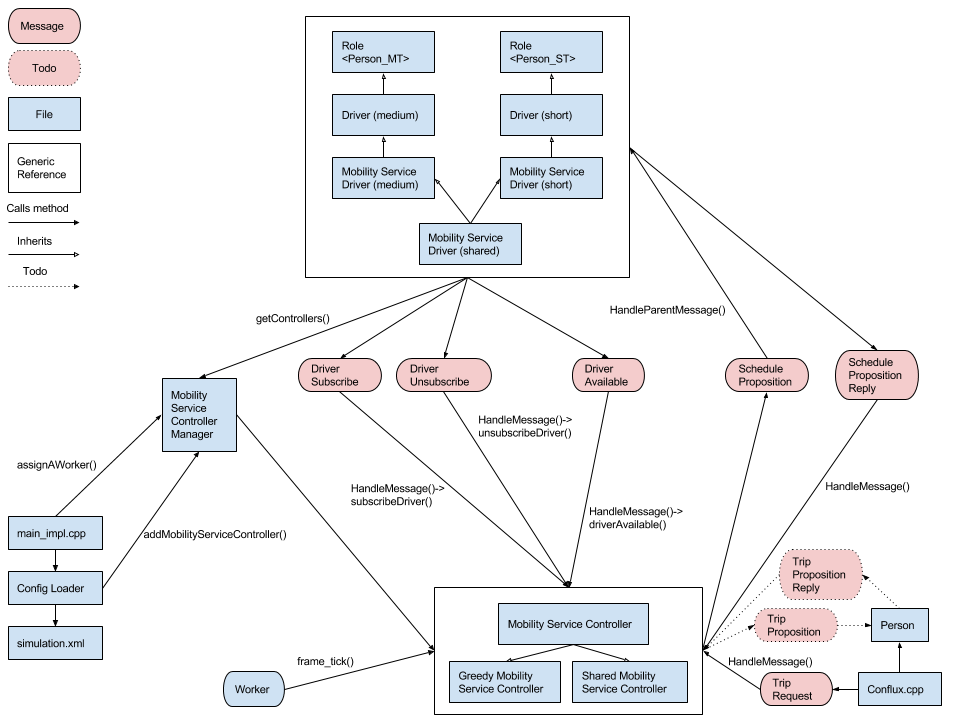 Message
Todo
File
Generic
Reference
Calls method
Inherits
Todo
Role
<Person_MT>
Role
<Person_ST>
Driver (medium)
Driver (short)
Mobility Service
Driver (medium)
Mobility Service
Driver (short)
Mobility Service
Driver (shared)
getControllers()
HandleParentMessage()
Driver
Subscribe
Driver
Unsubscribe
Driver
Available
Schedule
Proposition
Schedule
Proposition
Reply
Mobility
Service
Controller
Manager
HandleMessage()->
unsubscribeDriver()
assignAWorker()
HandleMessage()->
subscribeDriver()
HandleMessage()
HandleMessage()->
driverAvailable()
main_impl.cpp
addMobilityServiceController()
Config Loader
simulation.xml
Trip
Proposition
Reply
Trip
Proposition
Person
Mobility Service Controller
Greedy Mobility
Service Controller
Shared Mobility
Service Controller
frame_tick()
Worker
HandleMessage()
Trip
Request
Conflux.cpp